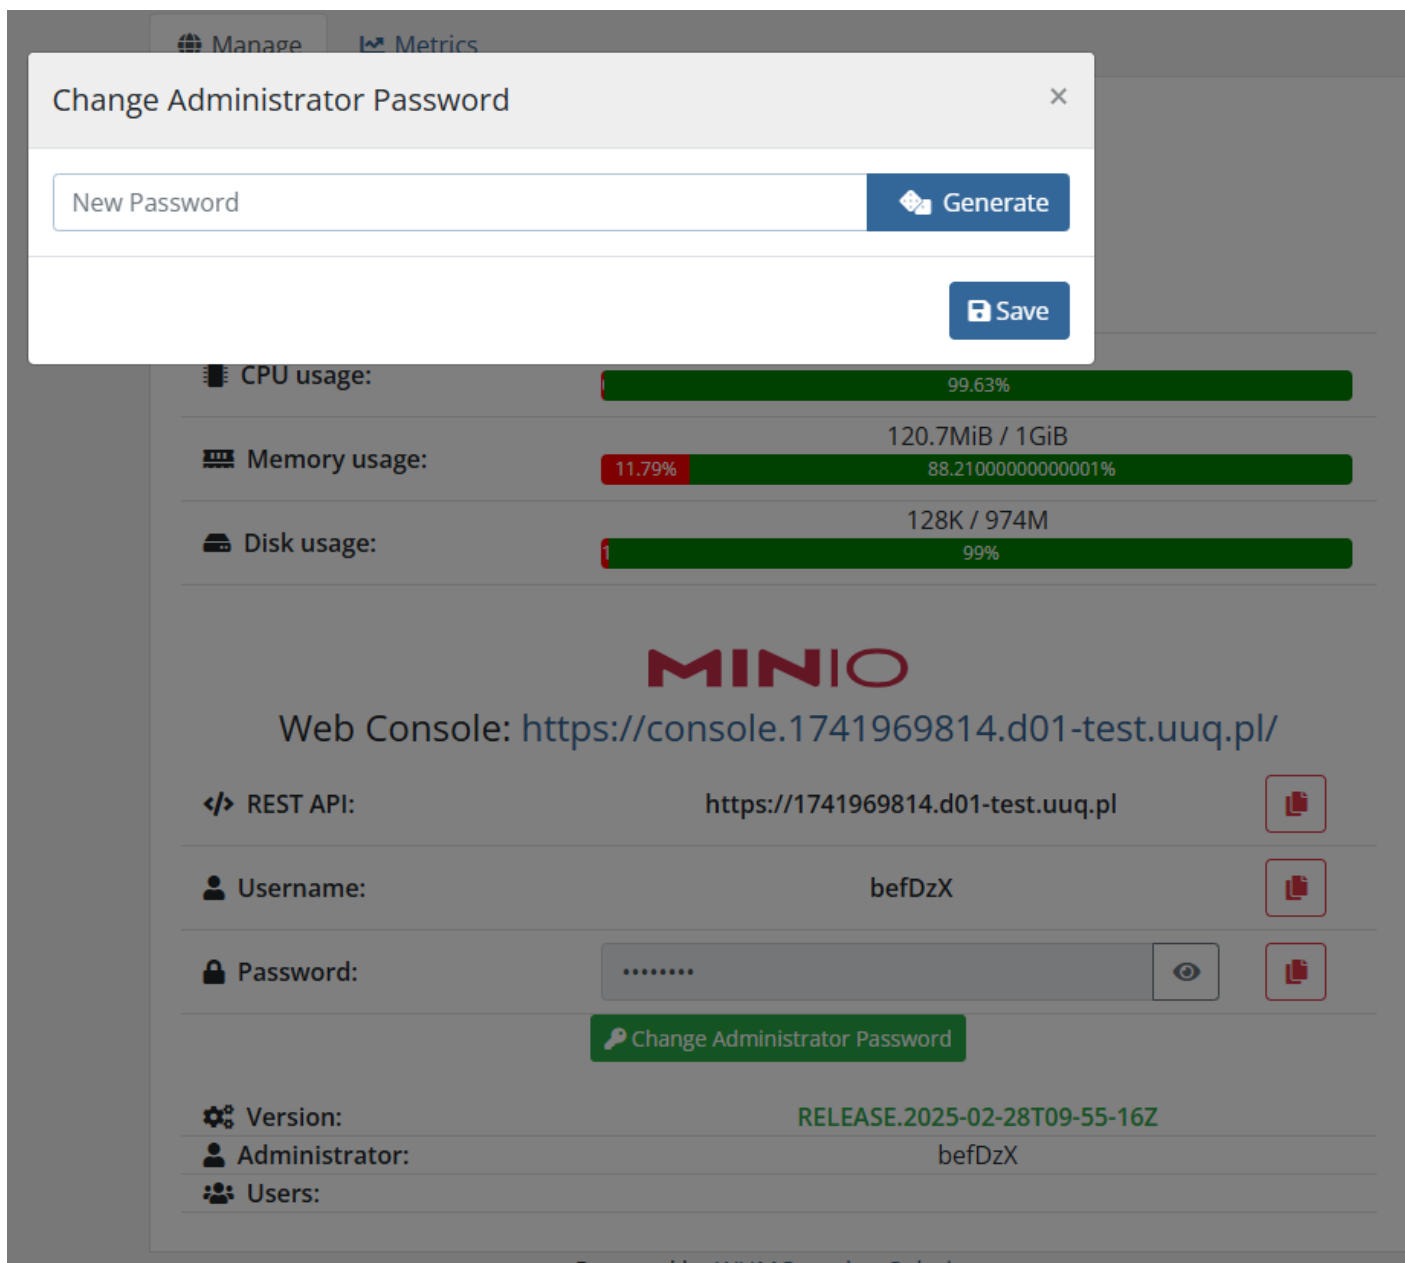 Manage Metrics
Change Administrator Password ×
New Password Generate
Save
CPU usage: 99.63%
120.7MiB / 1GiB
Memory usage: 11.79% 88.21000000000001%
128K / 974M
Disk usage: 1 99%
MINIO
Web Console: https://console.1741969814.d01-test.uuq.pl/
</> REST API: https://1741969814.d01-test.uuq.pl
Username: befDzX
Password: ••••••••
Change Administrator Password
Version: RELEASE.2025-02-28T09-55-16Z
Administrator: befDzX
Users: